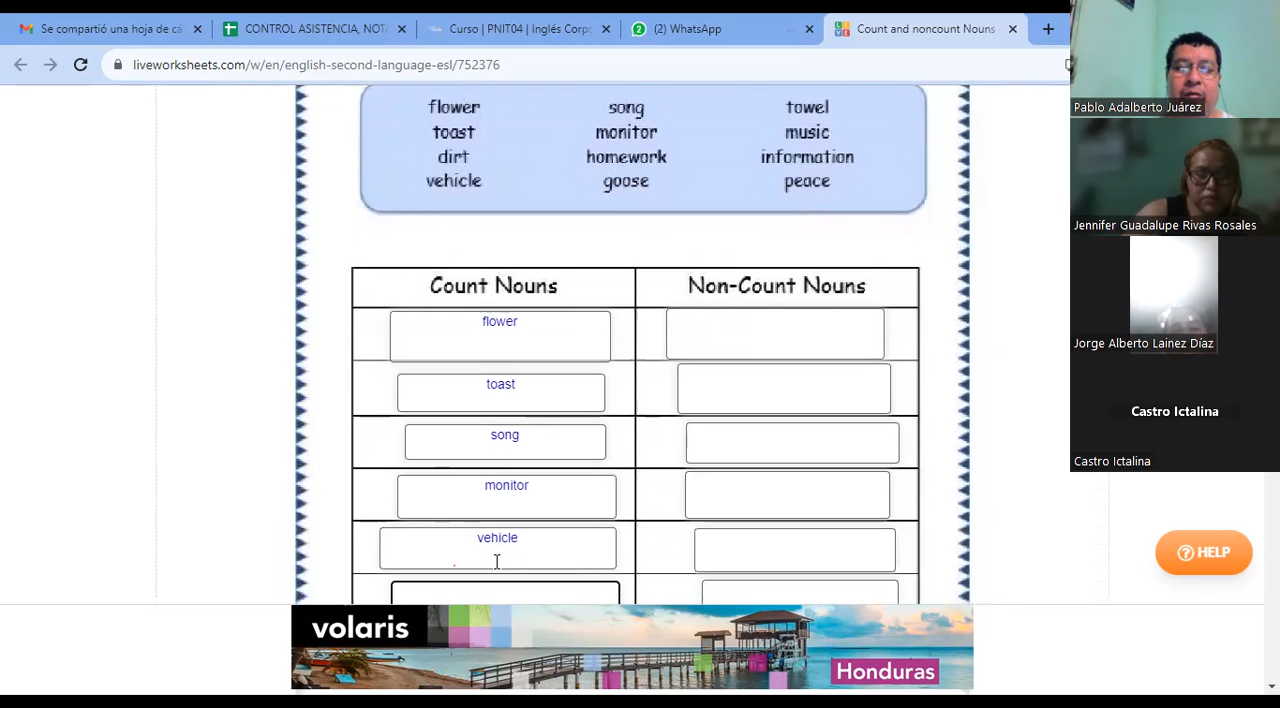 Se compartió una hoja de cá
CONTROL ASISTENCIA, NOT
Curso | PNIT04 | Inglés Corpo
(2) WhatsApp
Count and noncount Nouns
liveworksheets.com/w/en/english-second-language-esl/752376
flower song towel
toast monitor music
dirt homework information
vehicle goose peace
Count Nouns Non-Count Nouns
flower
toast
song
monitor
vehicle
HELP
volaris
Honduras
Pablo Adalberto Juárez
Jennifer Guadalupe Rivas Rosales
Jorge Alberto Lainez Díaz
Castro Ictalina
Castro Ictalina